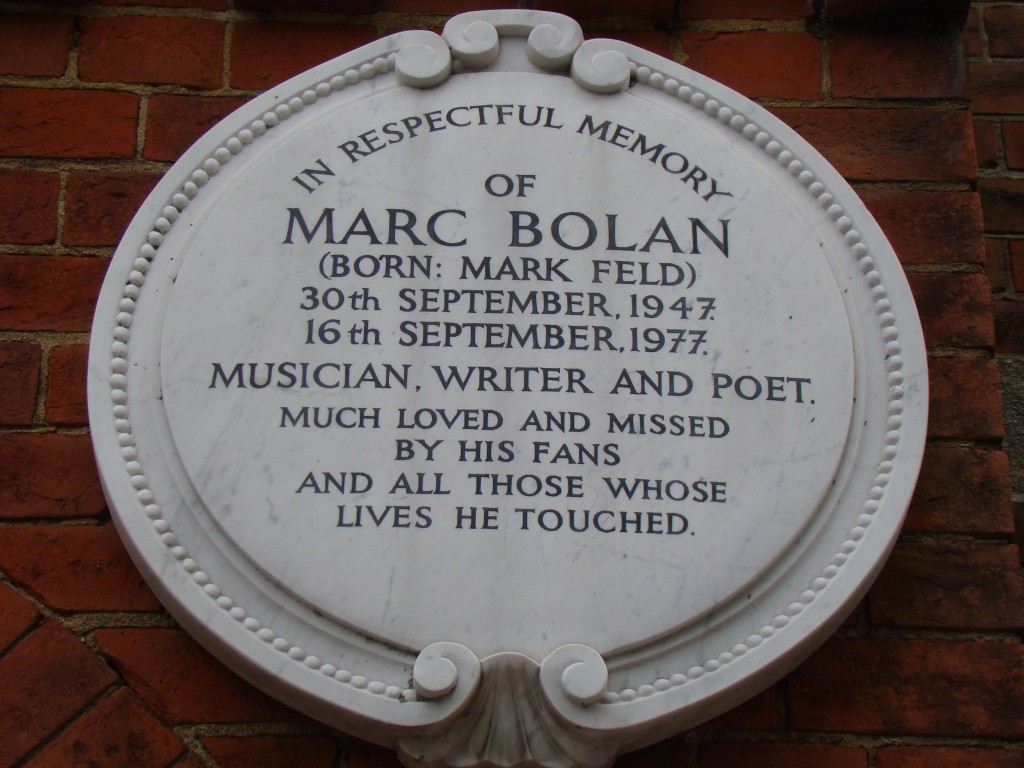 IN RESPECTFUL MEMORY
OF
MARC BOLAN
(BORN: MARK FELD)
30th SEPTEMBER, 1947.
16th SEPTEMBER, 1977.
MUSICIAN, WRITER AND POET.
MUCH LOVED AND MISSED
BY HIS FANS
AND ALL THOSE WHOSE
LIVES HE TOUCHED.